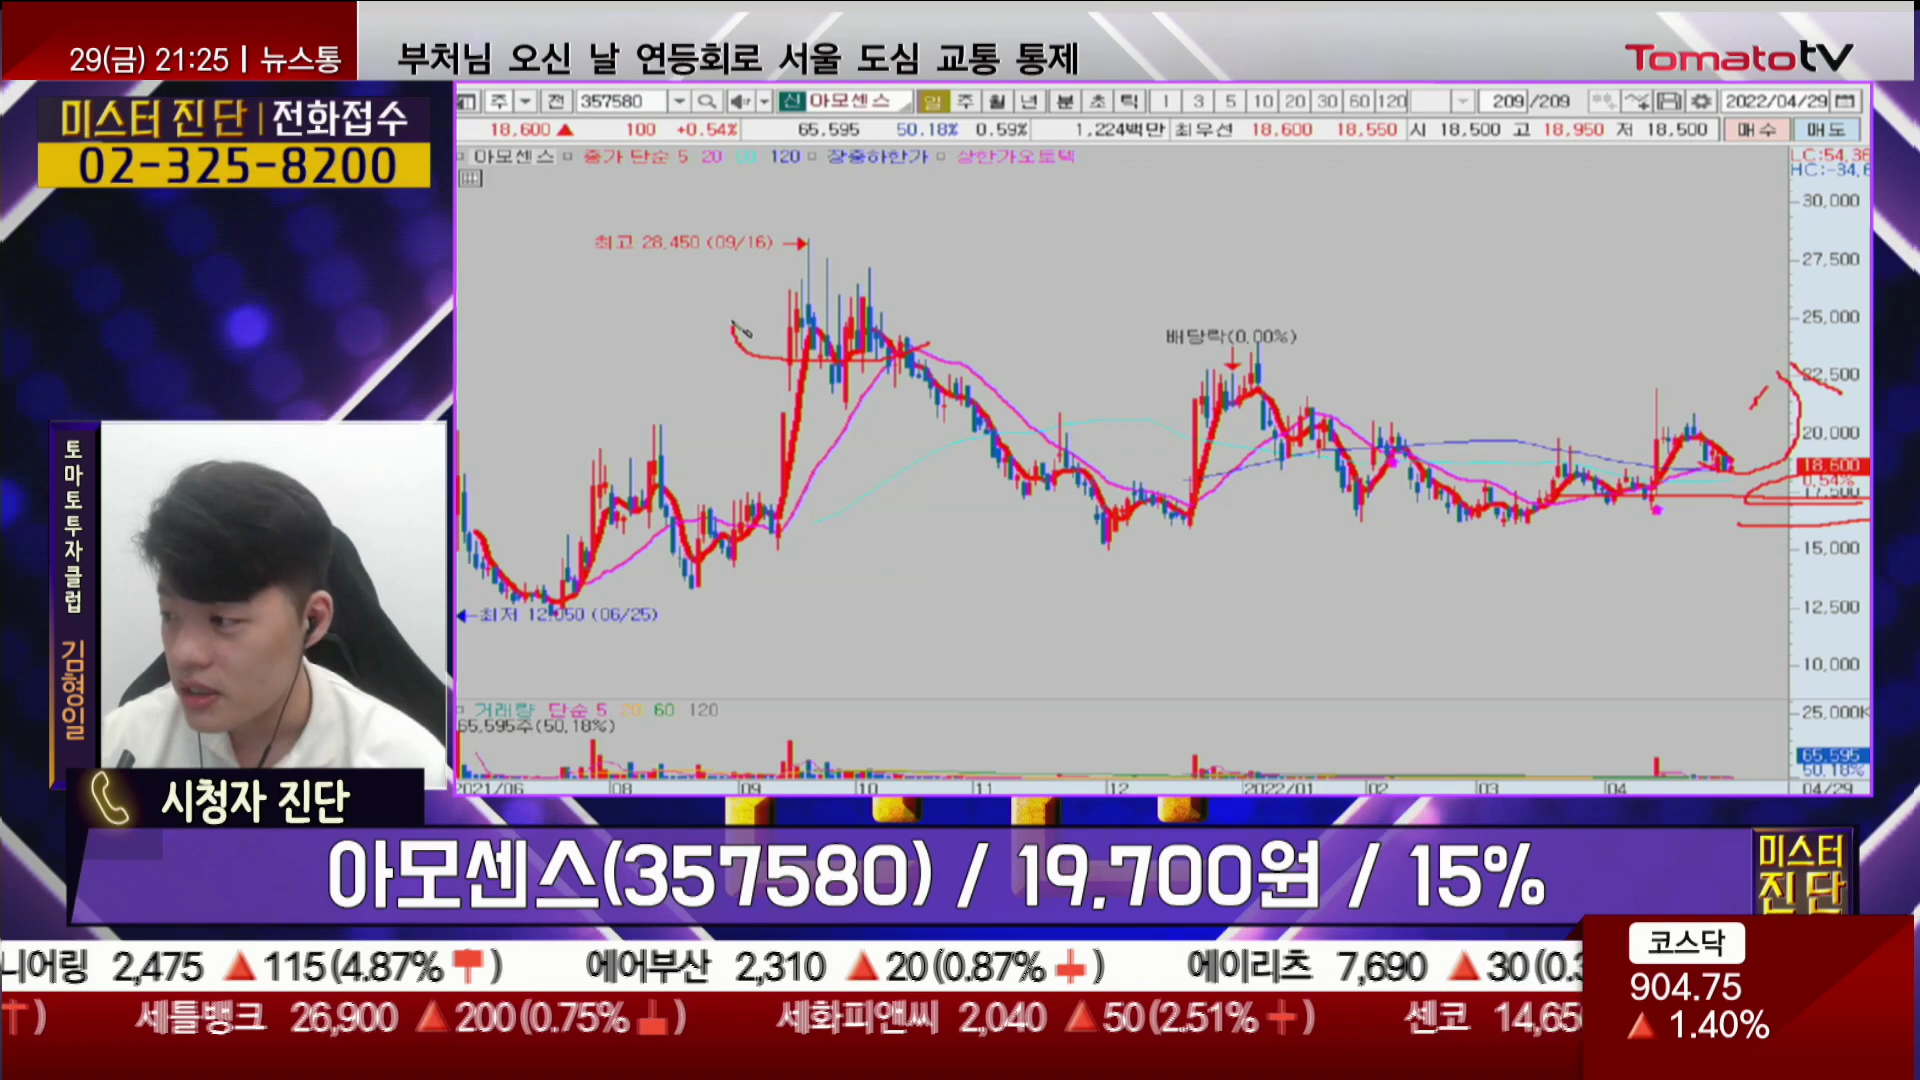 29(금) 21:25 | 뉴스통
부처님 오신 날 연등회로 서울 도심 교통 통제
Tomatotv
미스터진단 | 전화접수
02-325-8200
주 전 357580 신 아모센스 일 주 월 년 분 초 틱 1 3 5 10 20 30 60 120 209 /209 2022/04/29
18,600 ▲ 100 +0.54% 65,595 50.18% 0.59% 1,224백만 최우선 18,600 18,550 시 18,500 고 18,950 저 18,500 매수 매도
아모센스 종가 단순 5 20 60 120 장중하한가 상한가오토텍
LC:54.36
HC:-34.6
30,000
최고 28,450 (09/16)
27,500
25,000
배당락(0.00%)
22,500
20,000
18,600
0.54%
17,500
15,000
최저 12,050 (06/25)
12,500
10,000
거래량 단순 5 20 60 120
65,595주(50.18%)
25,000K
65,595
50.18%
2021/06 08 09 10 11 12 2022/01 02 03 04 04/29
토마토투자클럽 김형일
시청자 진단
아모센스(357580) / 19,700원 / 15%
미스터
진단
니어링 2,475 ▲115(4.87%↑) 에어부산 2,310 ▲20(0.87%) 에이리츠 7,690 ▲30(0.3
) 세틀뱅크 26,900 ▲200(0.75%) 세화피앤씨 2,040 ▲50(2.51%) 센코 14,65
코스닥
904.75
▲ 1.40%